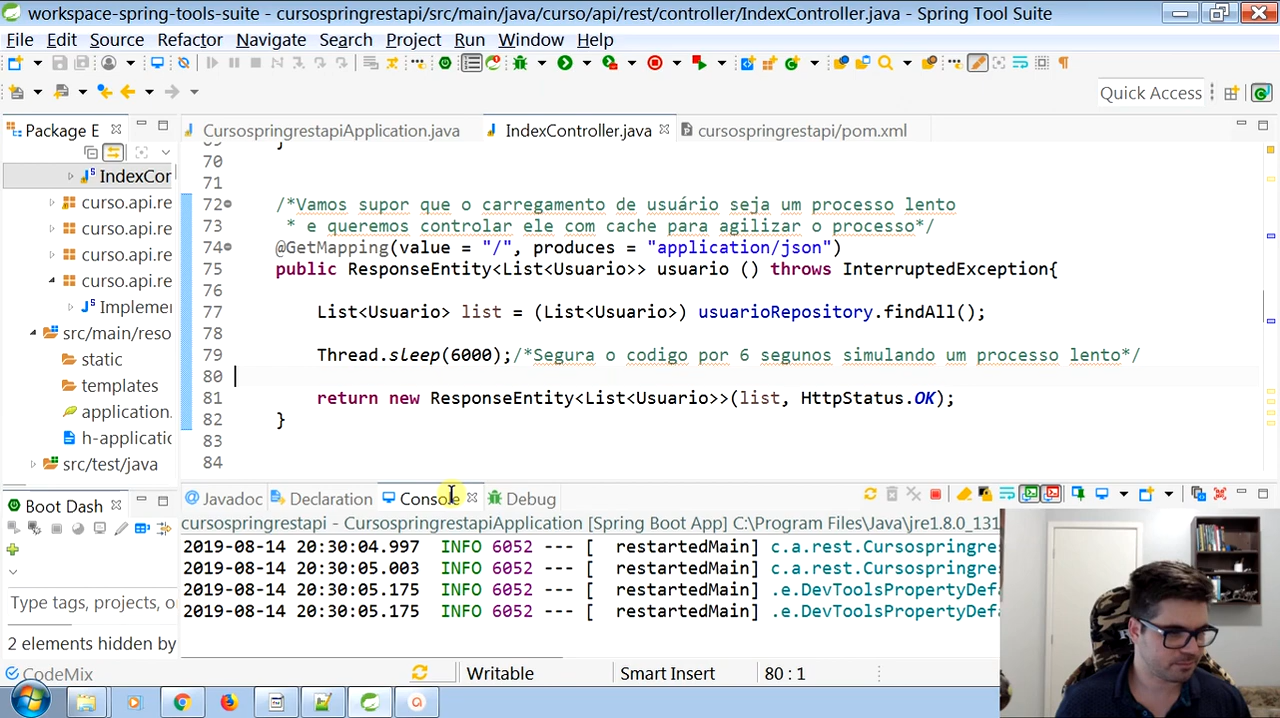 workspace-spring-tools-suite - cursospringrestapi/src/main/java/curso/api/rest/controller/IndexController.java - Spring Tool Suite
File Edit Source Refactor Navigate Search Project Run Window Help
Quick Access
Package E
CursospringrestapiApplication.java
IndexController.java
cursospringrestapi/pom.xml
IndexCor
curso.api.re
curso.api.re
curso.api.re
curso.api.re
Implemer
src/main/reso
static
templates
application.
h-applicatic
src/test/java
70
71
72 /*Vamos supor que o carregamento de usuário seja um processo lento
73 * e queremos controlar ele com cache para agilizar o processo*/
74 @GetMapping(value = "/", produces = "application/json")
75 public ResponseEntity<List<Usuario>> usuario () throws InterruptedException{
76
77 List<Usuario> list = (List<Usuario>) usuarioRepository.findAll();
78
79 Thread.sleep(6000);/*Segura o codigo por 6 segunos simulando um processo lento*/
80
81 return new ResponseEntity<List<Usuario>>(list, HttpStatus.OK);
82 }
83
84
Boot Dash
Type tags, projects, o
2 elements hidden by
Javadoc Declaration Console Debug
cursospringrestapi - CursospringrestapiApplication [Spring Boot App] C:\Program Files\Java\jre1.8.0_131
2019-08-14 20:30:04.997 INFO 6052 --- [ restartedMain] c.a.rest.Cursospringre
2019-08-14 20:30:05.003 INFO 6052 --- [ restartedMain] c.a.rest.Cursospringre
2019-08-14 20:30:05.175 INFO 6052 --- [ restartedMain] .e.DevToolsPropertyDefa
2019-08-14 20:30:05.175 INFO 6052 --- [ restartedMain] .e.DevToolsPropertyDefa
CodeMix
Writable
Smart Insert
80 : 1